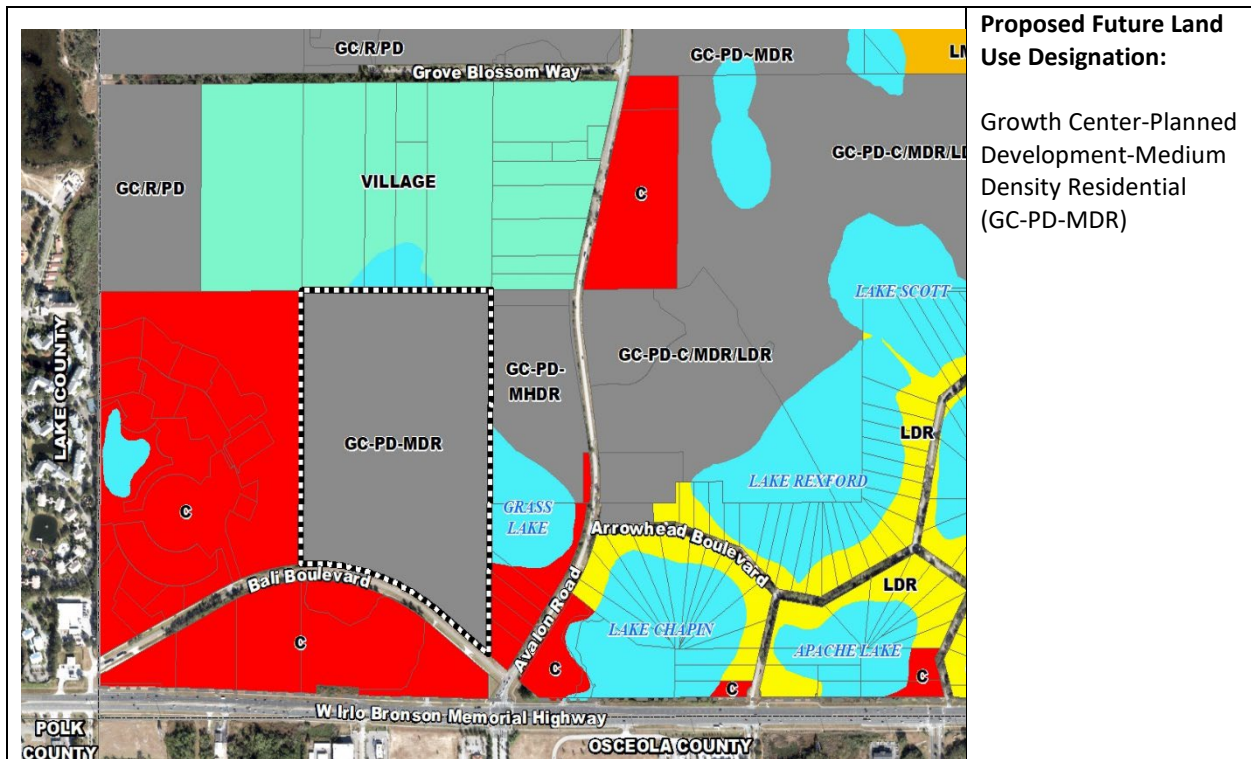 GC/R/PD
GC-PD~MDR
LM
Grove Blossom Way
GC-PD-C/MDR/LD
GC/R/PD
VILLAGE
C
LAKE SCOTT
LAKE COUNTY
GC-PD-
MHDR
GC-PD-C/MDR/LDR
GC-PD-MDR
LDR
C
GRASS
LAKE
LAKE REXFORD
Arrowhead Boulevard
Bali Boulevard
LDR
Avalon Road
LAKE CHAPIN
APACHE LAKE
C
C
C
C
W Irlo Bronson Memorial Highway
POLK
COUNTY
OSCEOLA COUNTY
Proposed Future Land
Use Designation:
Growth Center-Planned
Development-Medium
Density Residential
(GC-PD-MDR)